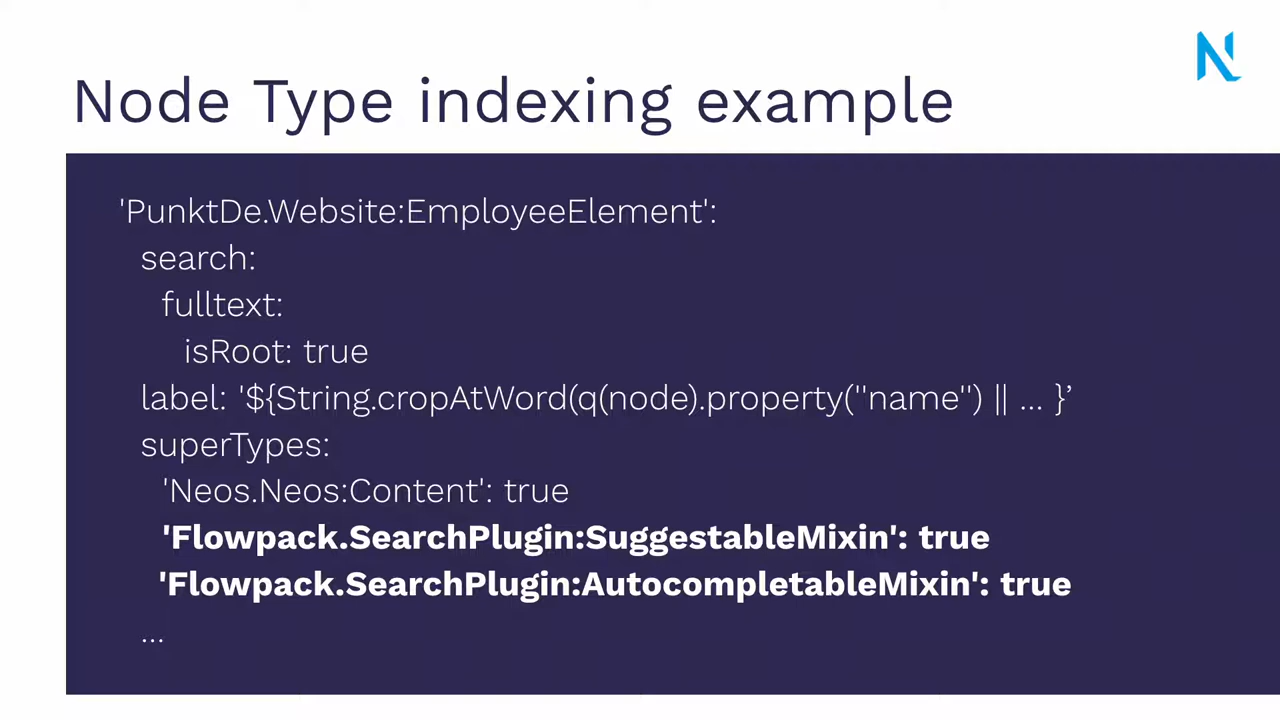 Node Type indexing example
'PunktDe.Website:EmployeeElement':
search:
fulltext:
isRoot: true
label: '${String.cropAtWord(q(node).property("name") || ... }’
superTypes:
'Neos.Neos:Content': true
'Flowpack.SearchPlugin:SuggestableMixin': true
'Flowpack.SearchPlugin:AutocompletableMixin': true
...